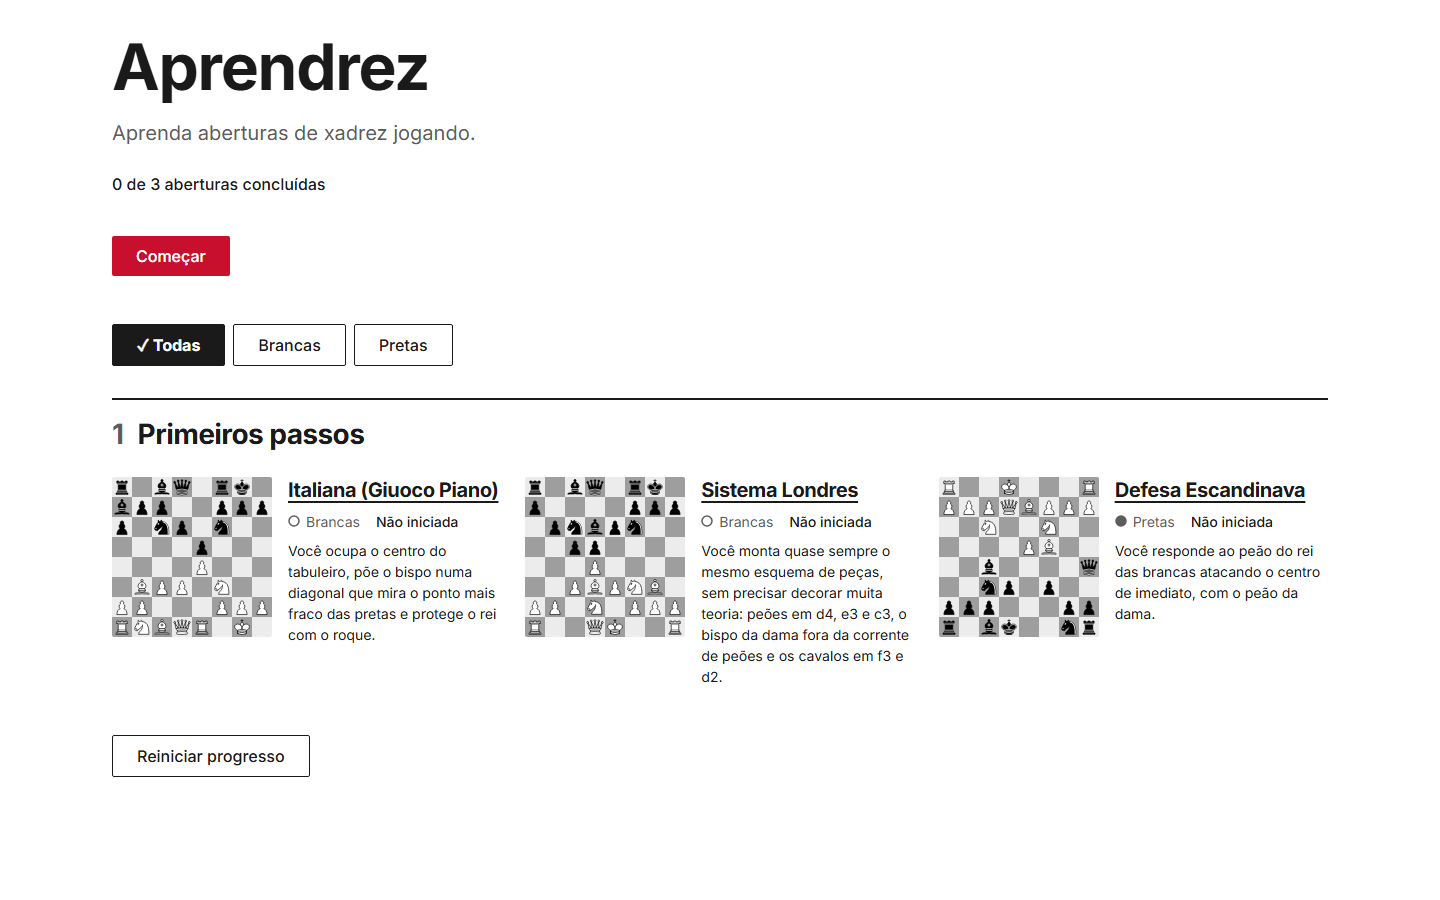 Aprendrez
Aprenda aberturas de xadrez jogando.
0 de 3 aberturas concluídas
Começar
✓ Todas
Brancas
Pretas
1 Primeiros passos
Italiana (Giuoco Piano)
Brancas Não iniciada
Você ocupa o centro do
tabuleiro, põe o bispo numa
diagonal que mira o ponto mais
fraco das pretas e protege o rei
com o roque.
Sistema Londres
Brancas Não iniciada
Você monta quase sempre o
mesmo esquema de peças,
sem precisar decorar muita
teoria: peões em d4, e3 e c3, o
bispo da dama fora da corrente
de peões e os cavalos em f3 e
d2.
Defesa Escandinava
Pretas Não iniciada
Você responde ao peão do rei
das brancas atacando o centro
de imediato, com o peão da
dama.
Reiniciar progresso